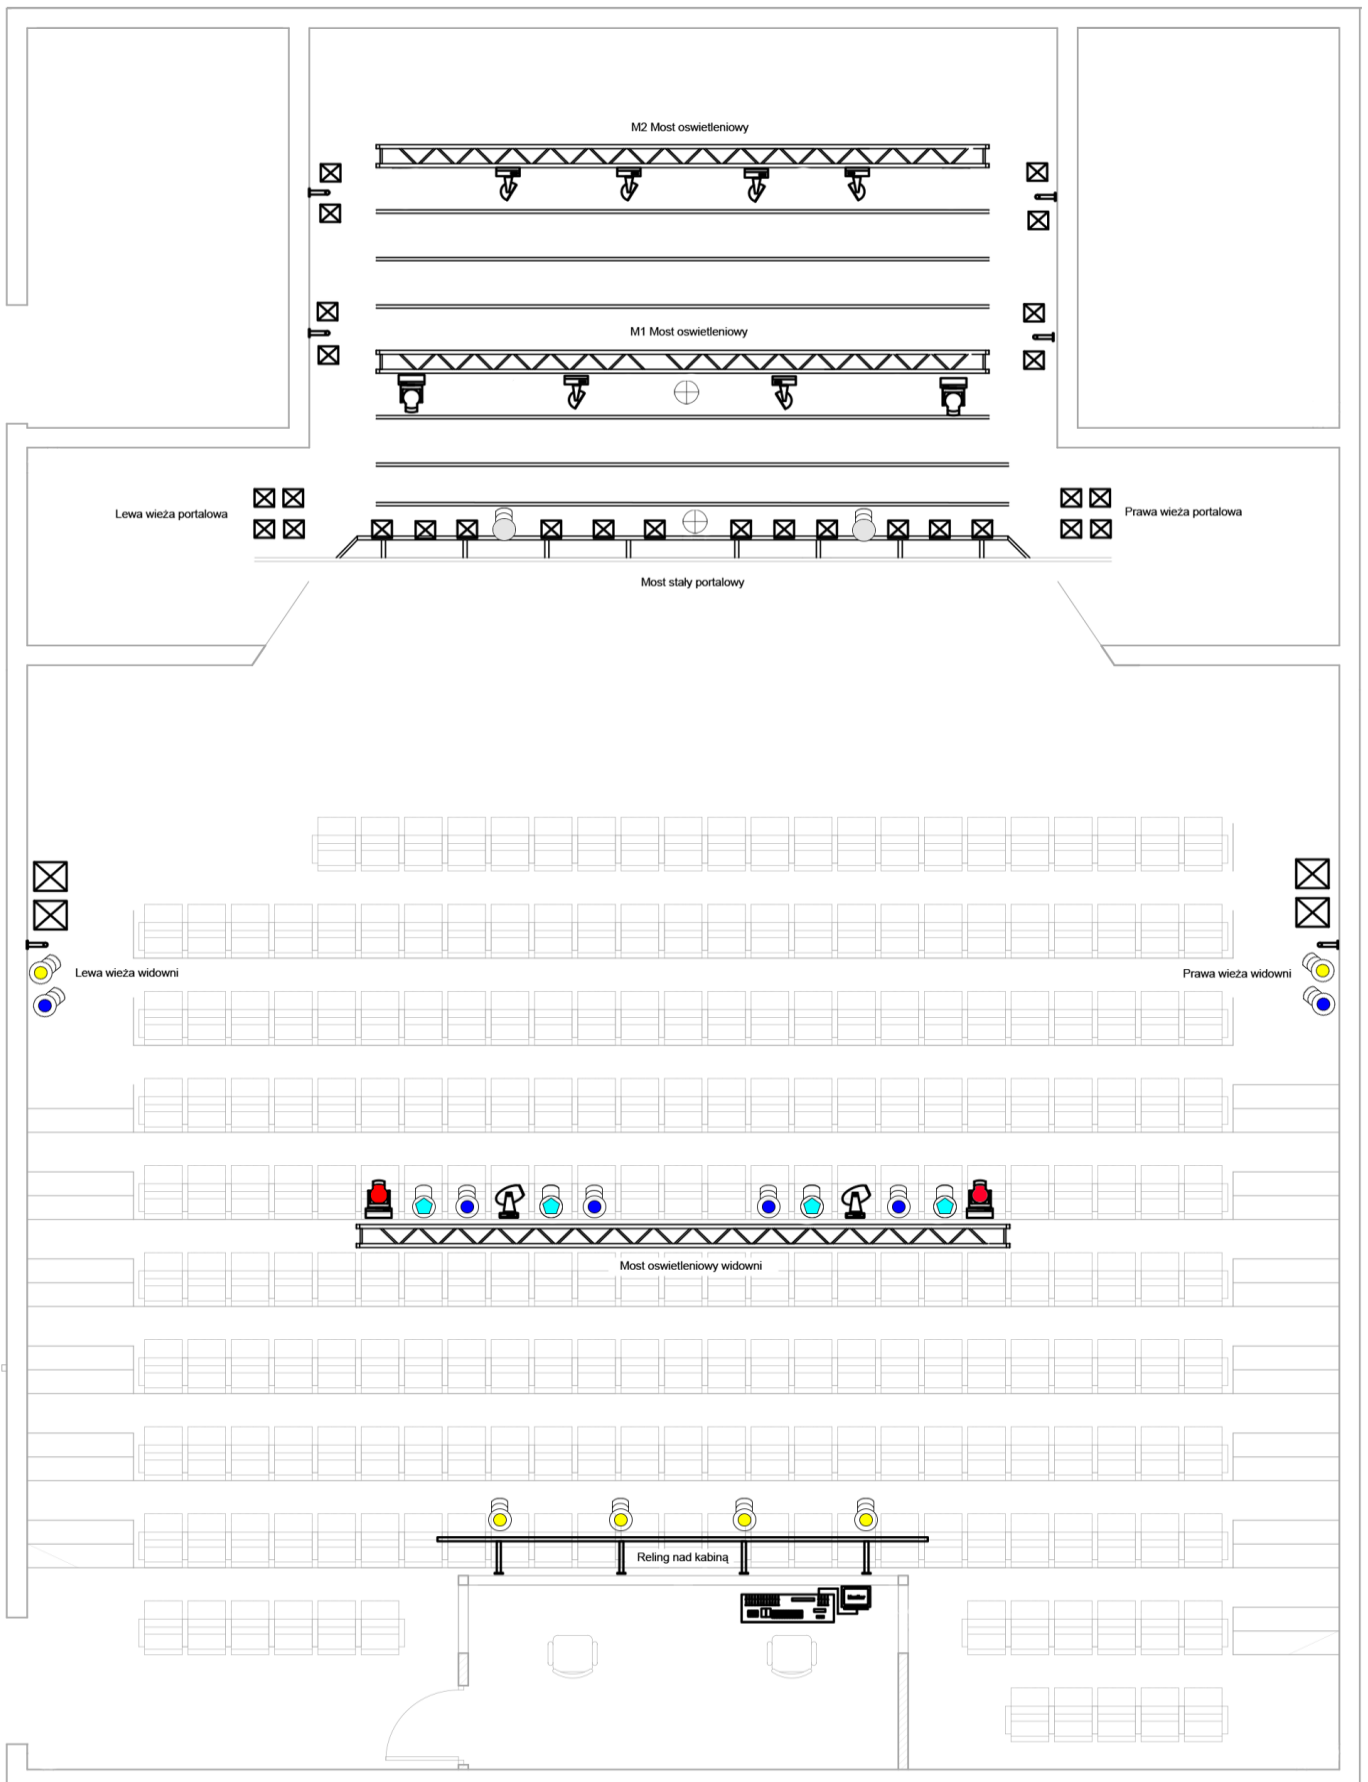 M2 Most oswietleniowy
M1 Most oswietleniowy
Lewa wieża portalowa
Prawa wieża portalowa
Most stały portalowy
Lewa wieża widowni
Prawa wieża widowni
Most oswietleniowy widowni
Reling nad kabiną